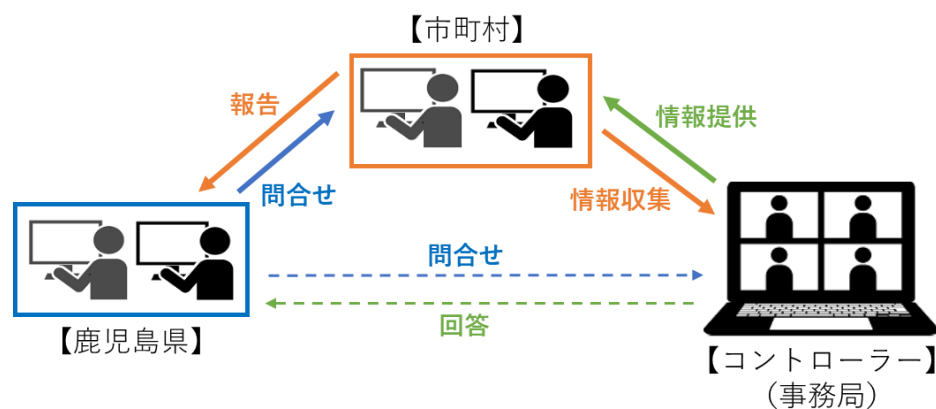 【市町村】
報告
情報提供
問合せ
情報収集
問合せ
回答
【鹿児島県】
【コントローラー】
（事務局）